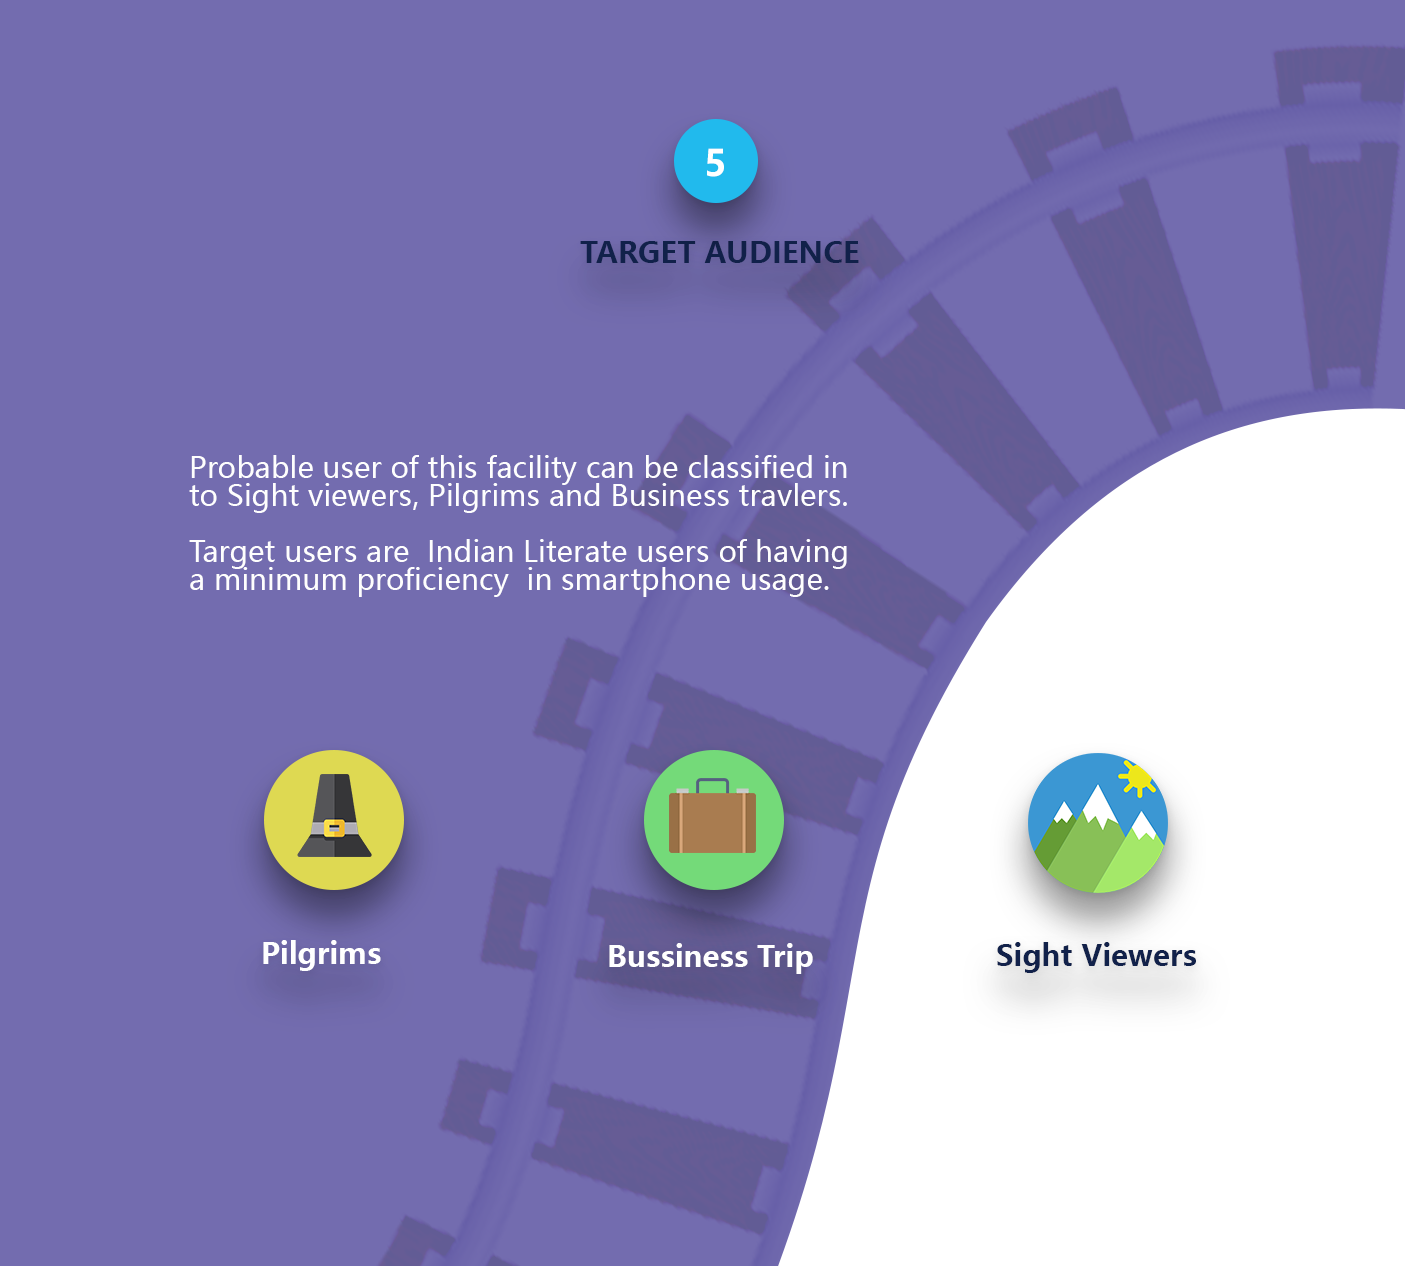 5
TARGET AUDIENCE
Probable user of this facility can be classified in
to Sight viewers, Pilgrims and Business travlers.
Target users are  Indian Literate users of having
a minimum proficiency  in smartphone usage.
Pilgrims
Bussiness Trip
Sight Viewers